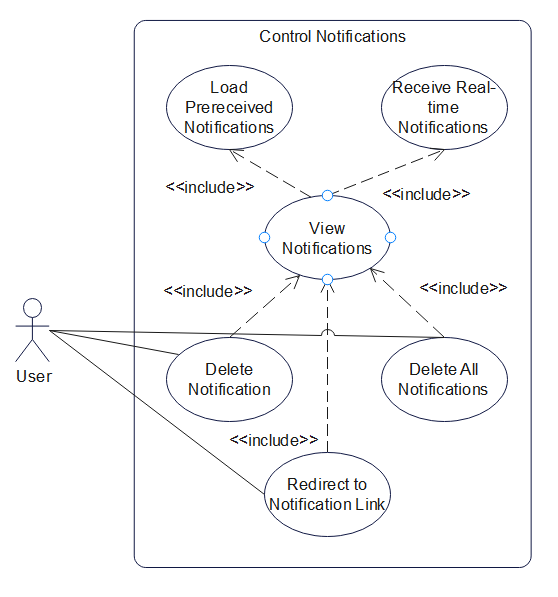 Control Notifications
Load
Prereceived
Notifications
Receive Real-
time
Notifications
<<include>>
<<include>>
View
Notifications
<<include>>
<<include>>
User
Delete
Notification
Delete All
Notifications
<<include>>
Redirect to
Notification Link